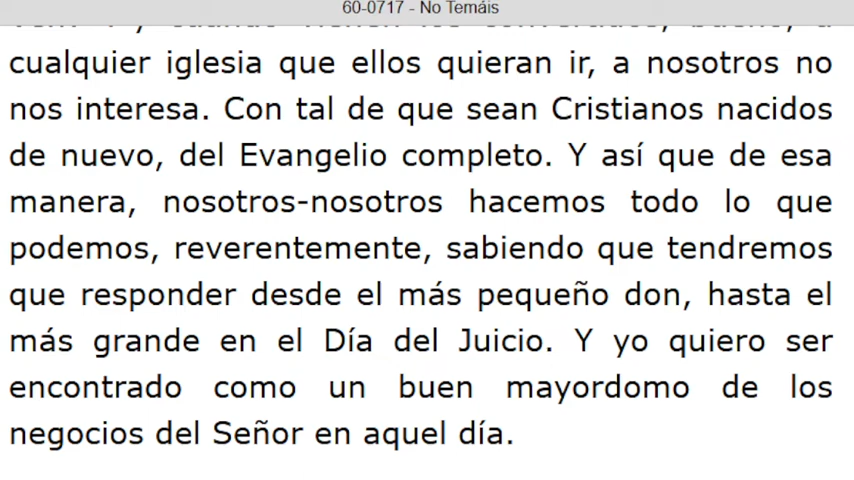 60-0717 - No Temáis
cualquier iglesia que ellos quieran ir, a nosotros no
nos interesa. Con tal de que sean Cristianos nacidos
de nuevo, del Evangelio completo. Y así que de esa
manera, nosotros-nosotros hacemos todo lo que
podemos, reverentemente, sabiendo que tendremos
que responder desde el más pequeño don, hasta el
más grande en el Día del Juicio. Y yo quiero ser
encontrado como un buen mayordomo de los
negocios del Señor en aquel día.